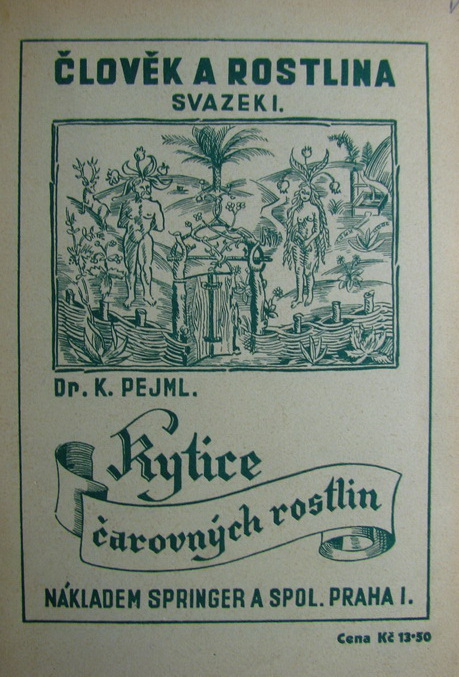 ČLOVĚK A ROSTLINA
SVAZEK I.
Dr. K. PEJML.
Kytice
čarovných rostlin
NÁKLADEM SPRINGER A SPOL. PRAHA I.
Cena Kč 13·50